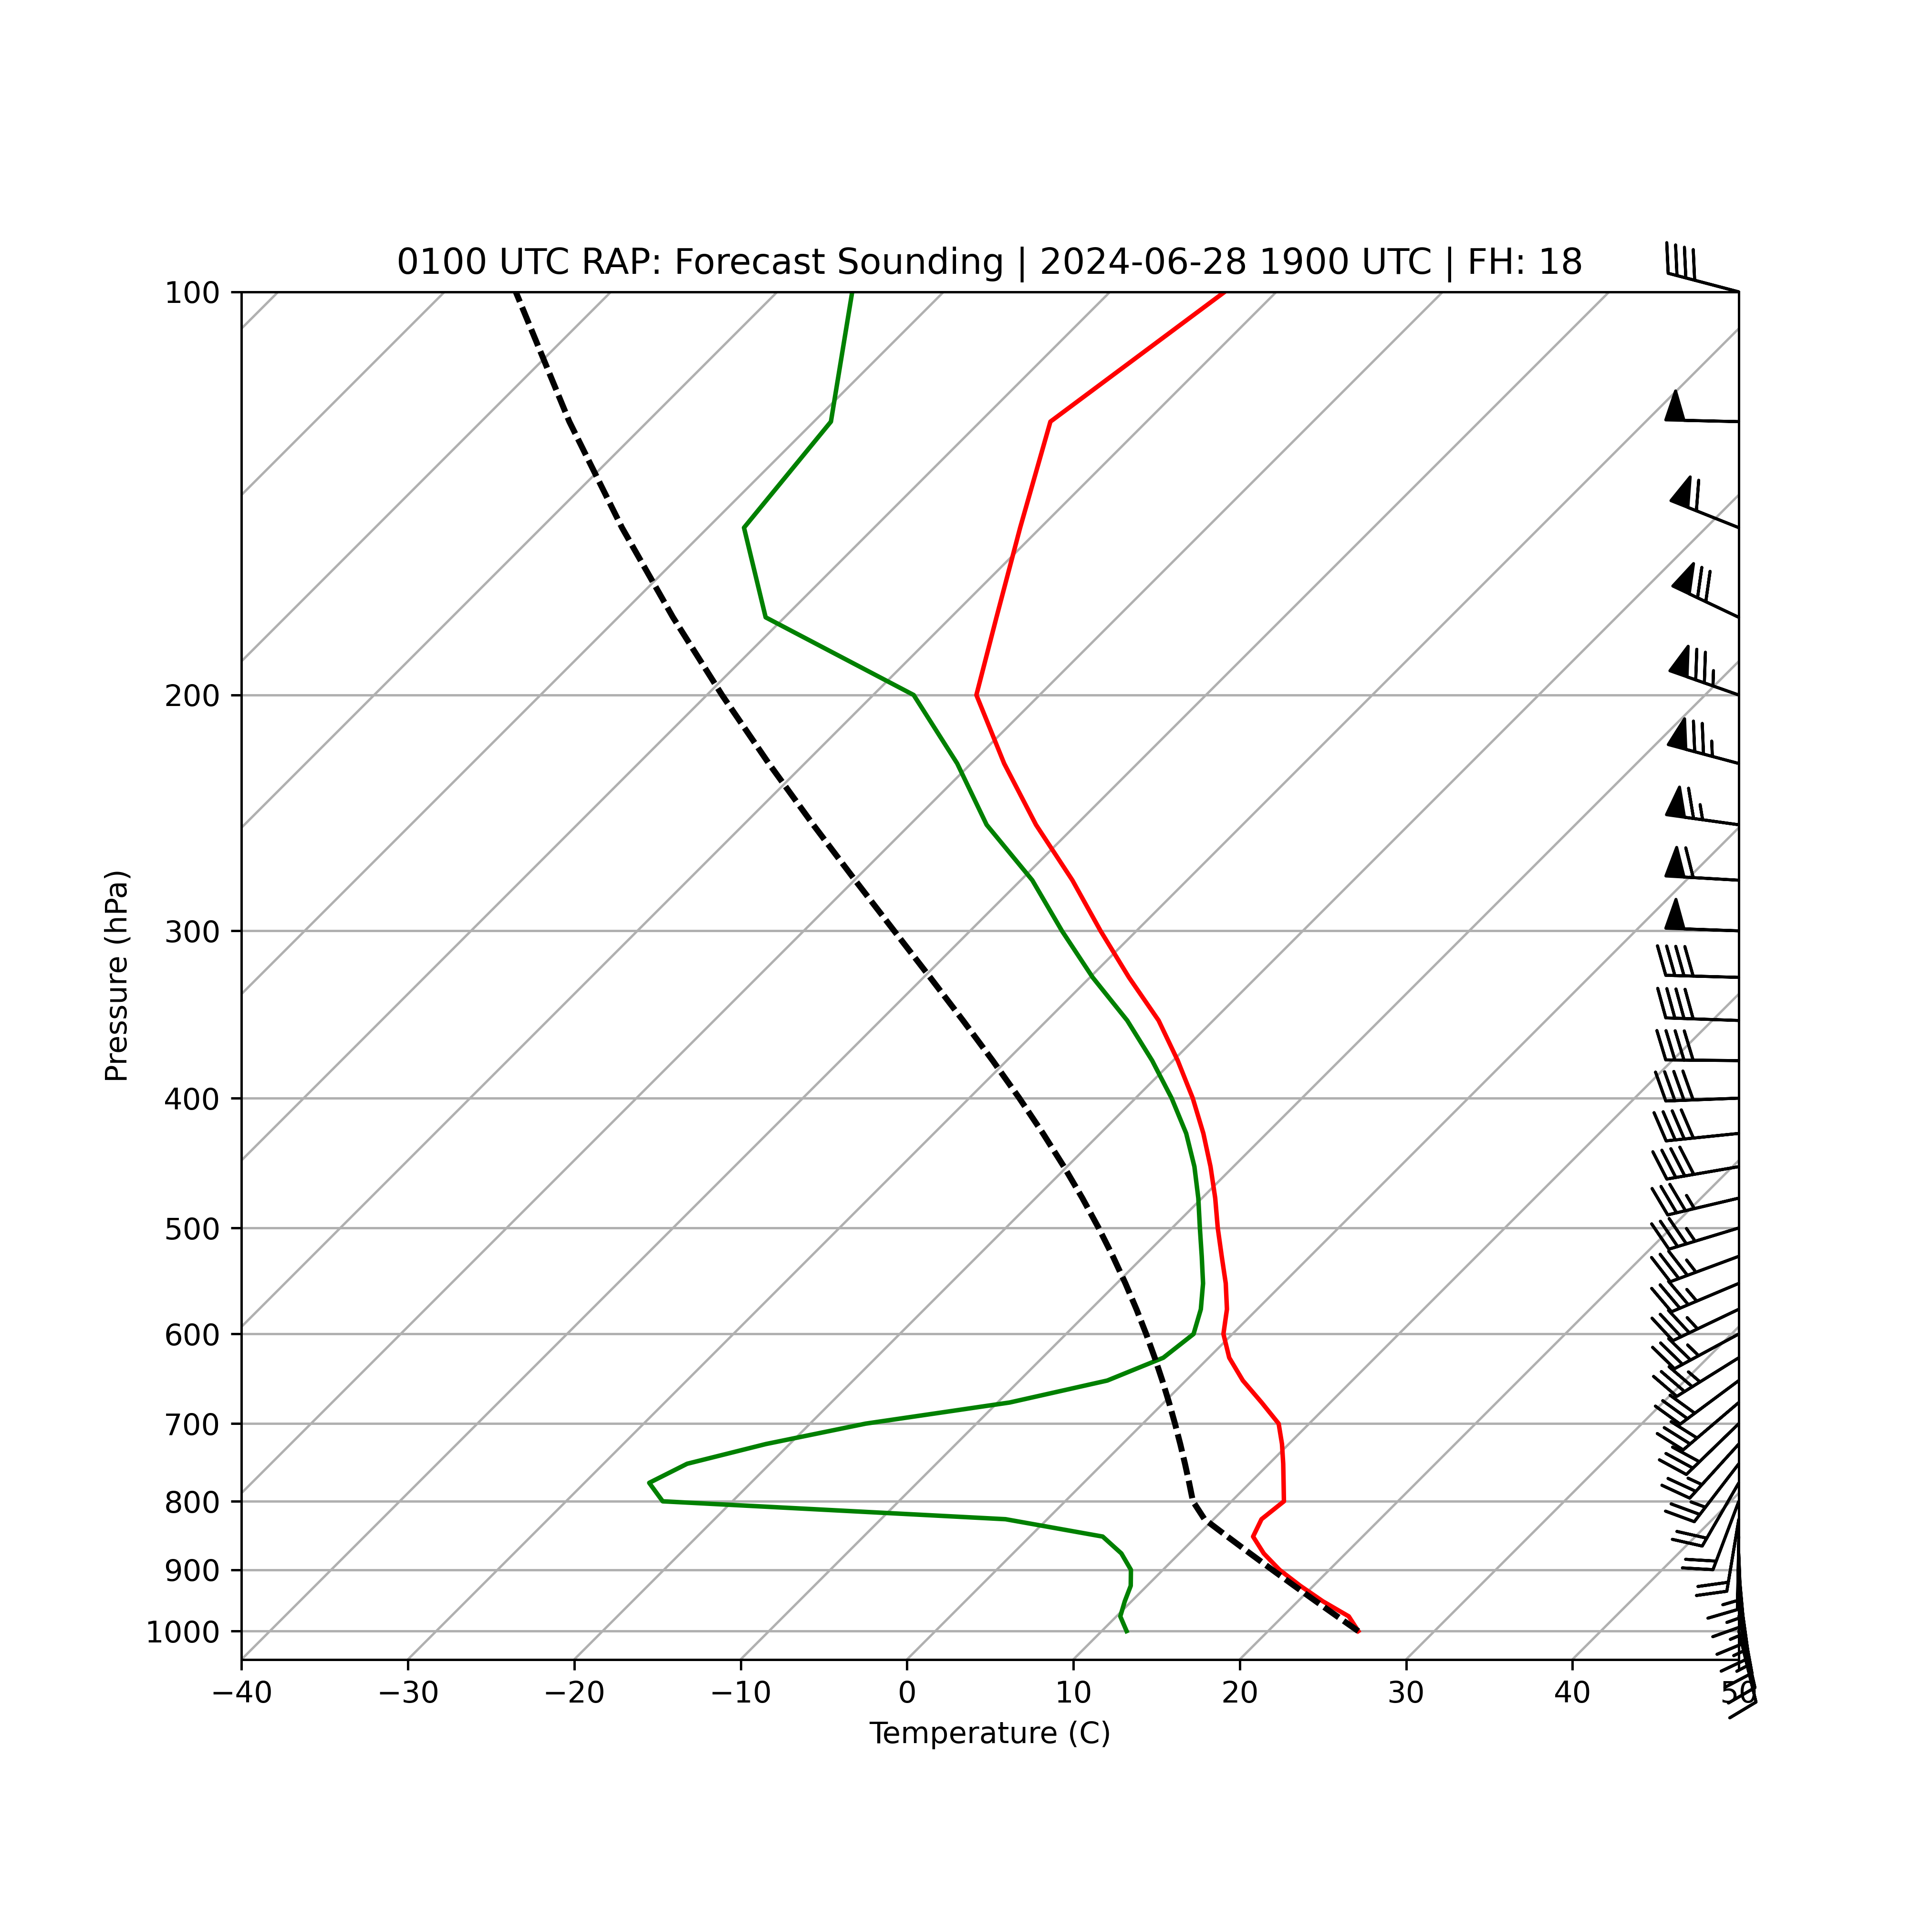 0100 UTC RAP: Forecast Sounding | 2024-06-28 1900 UTC | FH: 18
100
200
300
400
500
600
700
800
900
1000
Pressure (hPa)
−40 −30 −20 −10 0 10 20 30 40 50
Temperature (C)